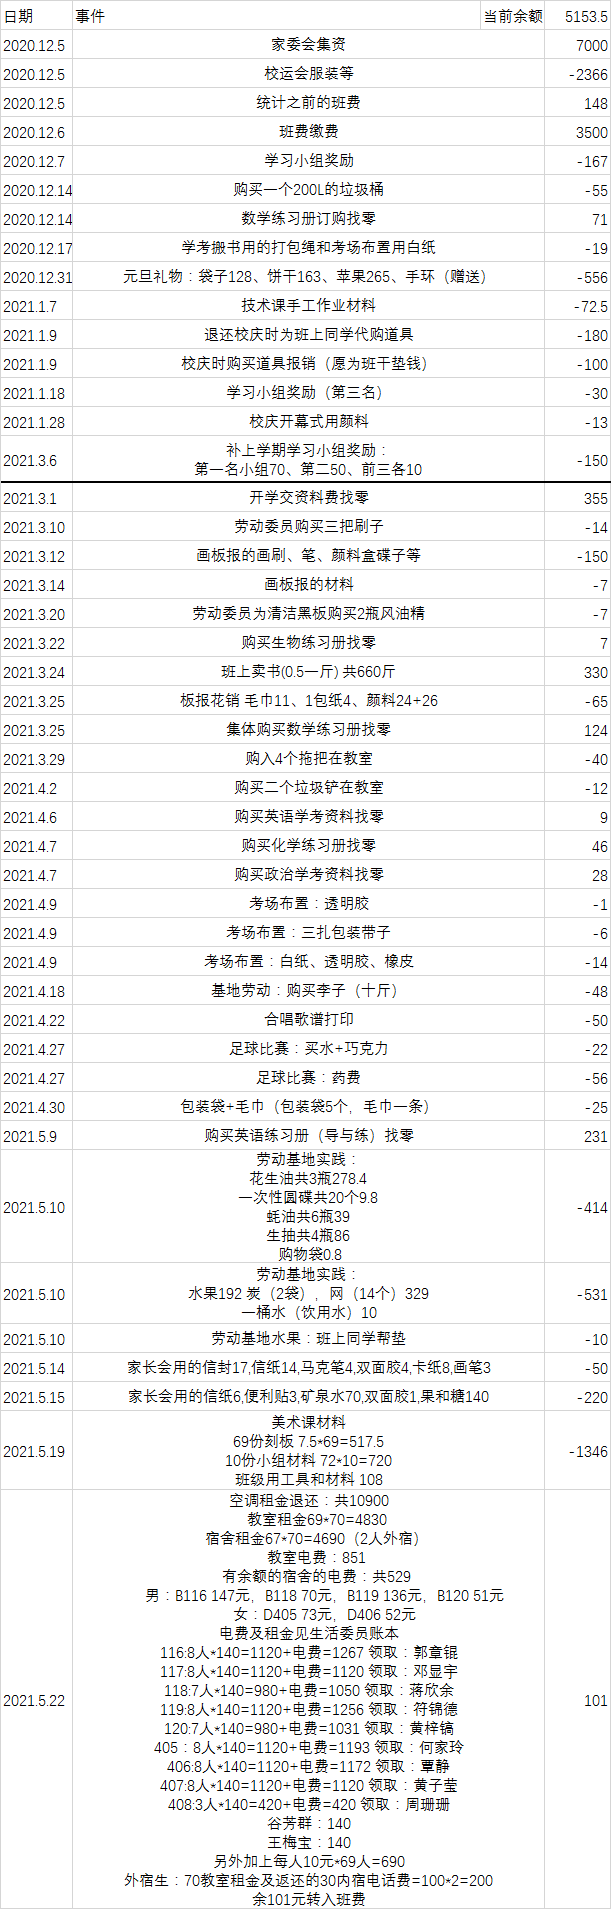 日期 事件 当前余额 5153.5
2020.12.5 家委会集资 7000
2020.12.5 校运会服装等 -2366
2020.12.5 统计之前的班费 148
2020.12.6 班费缴费 3500
2020.12.7 学习小组奖励 -167
2020.12.14 购买一个200L的垃圾桶 -55
2020.12.14 数学练习册订购找零 71
2020.12.17 学考搬书用的打包绳和考场布置用白纸 -19
2020.12.31 元旦礼物：袋子128、饼干163、苹果265、手环（赠送） -556
2021.1.7 技术课手工作业材料 -72.5
2021.1.9 退还校庆时为班上同学代购道具 -180
2021.1.9 校庆时购买道具报销（愿为班干垫钱） -100
2021.1.18 学习小组奖励（第三名） -30
2021.1.28 校庆开幕式用颜料 -13
2021.3.6 补上学期学习小组奖励： -150
第一名小组70、第二50、前三各10
2021.3.1 开学交资料费找零 355
2021.3.10 劳动委员购买三把刷子 -14
2021.3.12 画板报的画刷、笔、颜料盒碟子等 -150
2021.3.14 画板报的材料 -7
2021.3.20 劳动委员为清洁黑板购买2瓶风油精 -7
2021.3.22 购买生物练习册找零 7
2021.3.24 班上卖书(0.5一斤) 共660斤 330
2021.3.25 板报花销 毛巾11、1包纸4、颜料24+26 -65
2021.3.25 集体购买数学练习册找零 124
2021.3.29 购入4个拖把在教室 -40
2021.4.2 购买二个垃圾铲在教室 -12
2021.4.6 购买英语学考资料找零 9
2021.4.7 购买化学练习册找零 46
2021.4.7 购买政治学考资料找零 28
2021.4.9 考场布置：透明胶 -1
2021.4.9 考场布置：三扎包装带子 -6
2021.4.9 考场布置：白纸、透明胶、橡皮 -14
2021.4.18 基地劳动：购买李子（十斤） -48
2021.4.22 合唱歌谱打印 -50
2021.4.27 足球比赛：买水+巧克力 -22
2021.4.27 足球比赛：药费 -56
2021.4.30 包装袋+毛巾（包装袋5个，毛巾一条） -25
2021.5.9 购买英语练习册（导与练）找零 231
劳动基地实践：
花生油共3瓶278.4
一次性圆碟共20个9.8
2021.5.10 蚝油共6瓶39 -414
生抽共4瓶86
购物袋0.8
劳动基地实践：
2021.5.10 水果192 炭（2袋），网（14个）329 -531
一桶水（饮用水）10
2021.5.10 劳动基地水果：班上同学帮垫 -10
2021.5.14 家长会用的信封17,信纸14,马克笔4,双面胶4,卡纸8,画笔3 -50
2021.5.15 家长会用的信纸6,便利贴3,矿泉水70,双面胶1,果和糖140 -220
美术课材料
69份刻板 7.5*69=517.5
2021.5.19 10份小组材料 72*10=720 -1346
班级用工具和材料 108
空调租金退还：共10900
教室租金69*70=4830
宿舍租金67*70=4690（2人外宿）
教室电费：851
有余额的宿舍的电费：共529
男：B116 147元，B118 70元，B119 136元，B120 51元
女：D405 73元，D406 52元
电费及租金见生活委员账本
116:8人*140=1120+电费=1267 领取：郭章锟
117:8人*140=1120+电费=1120 领取：邓显宇
2021.5.22 118:7人*140=980+电费=1050 领取：蒋欣余 101
119:8人*140=1120+电费=1256 领取：符锦德
120:7人*140=980+电费=1031 领取：黄梓镐
405：8人*140=1120+电费=1193 领取：何家玲
406:8人*140=1120+电费=1172 领取：覃静
407:8人*140=1120+电费=1120 领取：黄子莹
408:3人*140=420+电费=420 领取：周珊珊
谷芳群：140
王梅宝：140
另外加上每人10元*69人=690
外宿生：70教室租金及返还的30内宿电话费=100*2=200
余101元转入班费